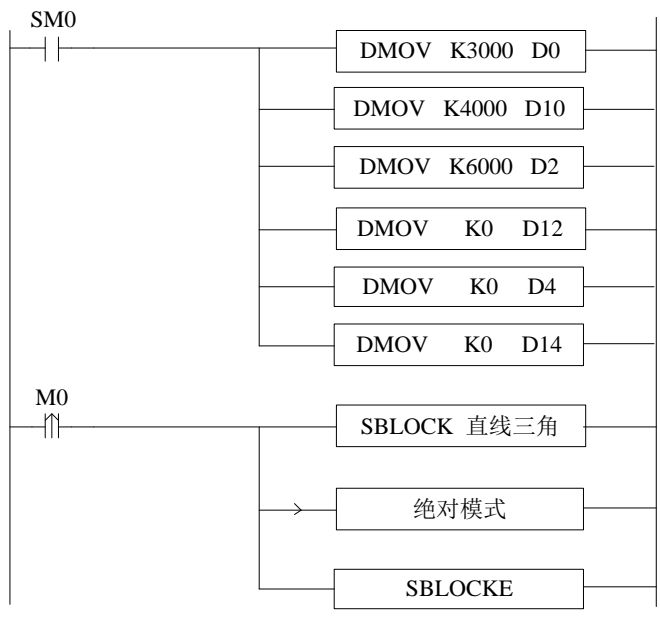 SM0
DMOV K3000 D0
DMOV K4000 D10
DMOV K6000 D2
DMOV K0 D12
DMOV K0 D4
DMOV K0 D14
M0
SBLOCK 直线三角
绝对模式
SBLOCKE